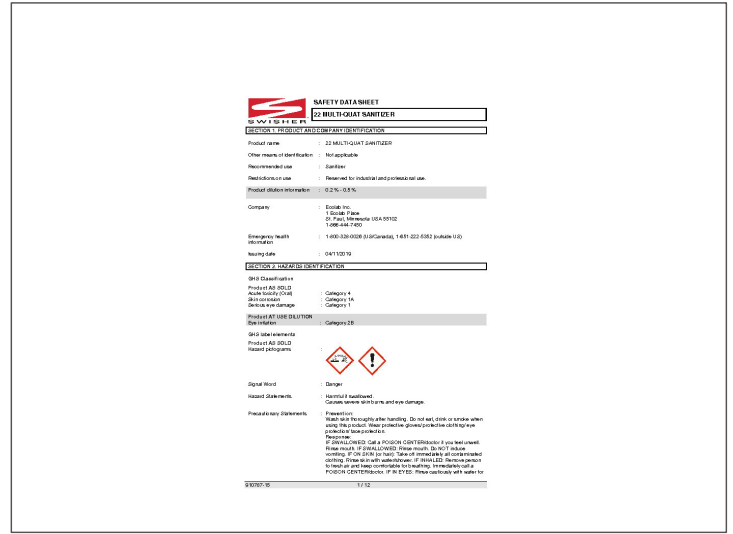 SAFETY DATA SHEET
SWISHER
22 MULTI-QUAT SANITIZER
SECTION 1. PRODUCT AND COMPANY IDENTIFICATION
Product name : 22 MULTI-QUAT SANITIZER
Other means of identification : Not applicable
Recommended use : Sanitizer
Restrictions on use : Reserved for industrial and professional use.
Product dilution information : 0.2 % - 0.8 %
Company : Ecolab Inc.
1 Ecolab Place
St. Paul, Minnesota USA 55102
1-866-444-7450
Emergency health information : 1-800-328-0026 (US/Canada), 1-651-222-5352 (outside US)
Issuing date : 04/11/2019
SECTION 2. HAZARDS IDENTIFICATION
GHS Classification
Product AS SOLD
Acute toxicity (Oral) : Category 4
Skin corrosion : Category 1A
Serious eye damage : Category 1
Product AT USE DILUTION
Eye irritation : Category 2B
GHS label elements
Product AS SOLD
Hazard pictograms :
Signal Word : Danger
Hazard Statements : Harmful if swallowed.
Causes severe skin burns and eye damage.
Precautionary Statements : Prevention:
Wash skin thoroughly after handling. Do not eat, drink or smoke when
using this product. Wear protective gloves/ protective clothing/ eye
protection/ face protection.
Response:
IF SWALLOWED: Call a POISON CENTER/doctor if you feel unwell.
Rinse mouth. IF SWALLOWED: Rinse mouth. Do NOT induce
vomiting. IF ON SKIN (or hair): Take off immediately all contaminated
clothing. Rinse skin with water/shower. IF INHALED: Remove person
to fresh air and keep comfortable for breathing. Immediately call a
POISON CENTER/doctor. IF IN EYES: Rinse cautiously with water for
910767-15 1 / 12